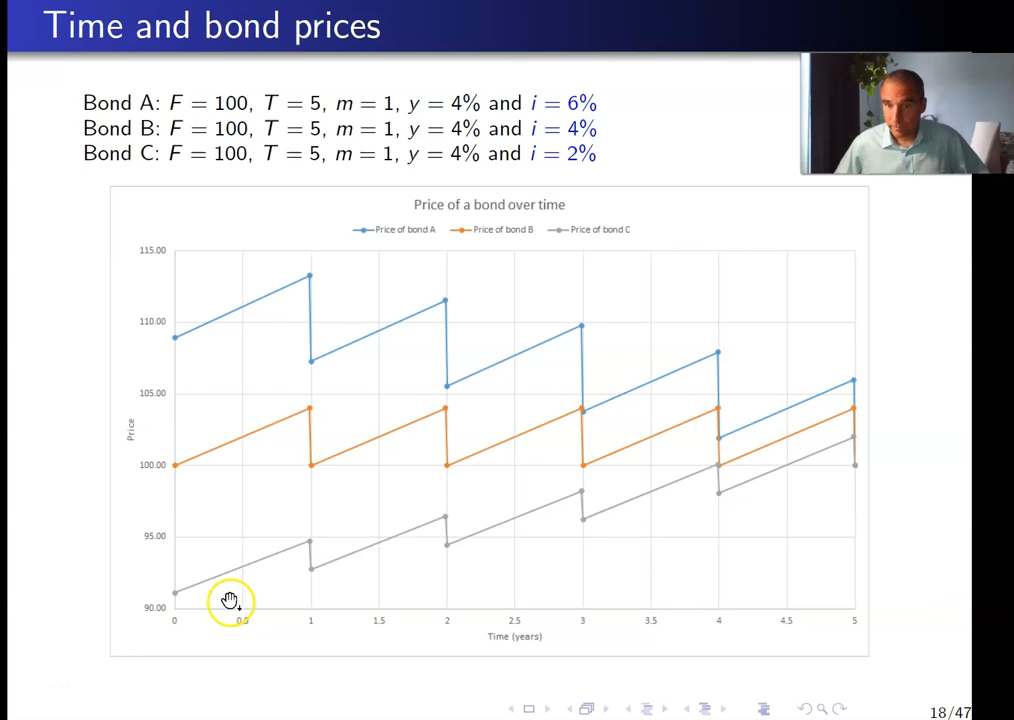 Time and bond prices
Bond A: F = 100, T = 5, m = 1, y = 4% and i = 6%
Bond B: F = 100, T = 5, m = 1, y = 4% and i = 4%
Bond C: F = 100, T = 5, m = 1, y = 4% and i = 2%
Price of a bond over time
Price of bond A Price of bond B Price of bond C
115.00
110.00
105.00
100.00
95.00
90.00
Price
0 0.5 1 1.5 2 2.5 3 3.5 4 4.5 5
Time (years)
18/47